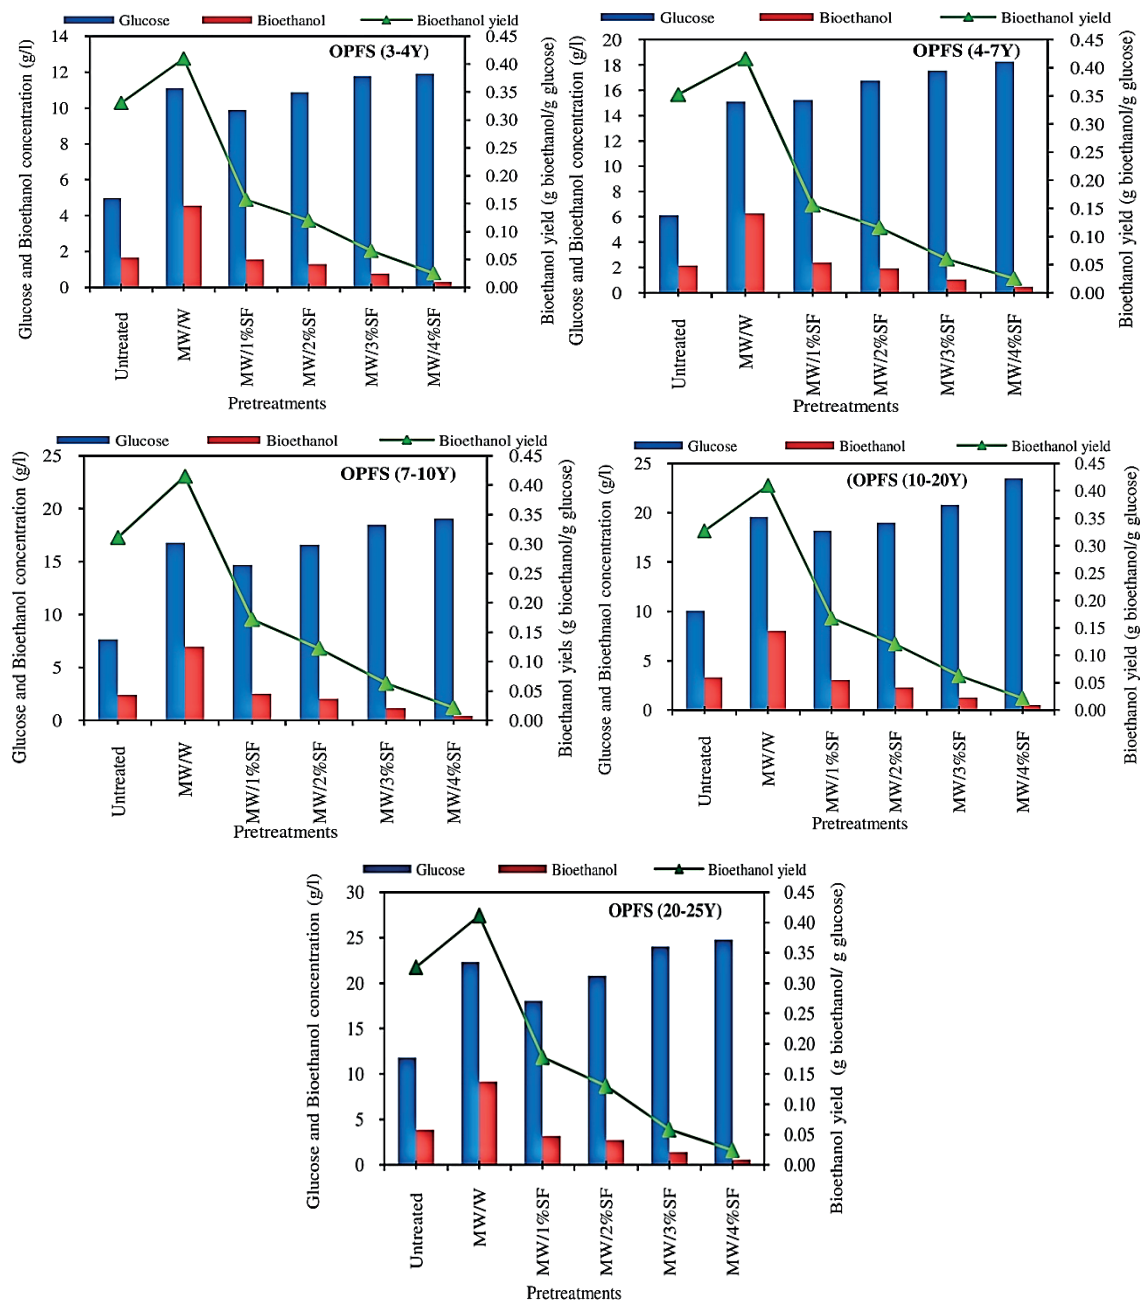 Glucose Bioethanol Bioethanol yield
OPFS (3-4Y)
Glucose and Bioethanol concentration (g/l)
14
12
10
8
6
4
2
0
0.45
0.40
0.35
0.30
0.25
0.20
0.15
0.10
0.05
0.00
Bioethanol yield (g bioethanol/g glucose)
Untreated
MW/W
MW/1%SF
MW/2%SF
MW/3%SF
MW/4%SF
Pretreatments
Glucose Bioethanol Bioethanol yield
OPFS (4-7Y)
Glucose and Bioethanol concentration (g/l)
20
18
16
14
12
10
8
6
4
2
0
0.45
0.40
0.35
0.30
0.25
0.20
0.15
0.10
0.05
0.00
Bioethanol yield (g bioethanol/g glucose)
Untreated
MW/W
MW/1%SF
MW/2%SF
MW/3%SF
MW/4%SF
Pretreatments
Glucose Bioethanol Bioethanol yield
OPFS (7-10Y)
Glucose and Bioethanol concentration (g/l)
25
20
15
10
5
0
0.45
0.40
0.35
0.30
0.25
0.20
0.15
0.10
0.05
0.00
Bioethanol yiels (g bioethanol/g glucose)
Untreated
MW/W
MW/1%SF
MW/2%SF
MW/3%SF
MW/4%SF
Pretreatments
Glucose Bioethanol Bioethanol yield
(OPFS (10-20Y)
Glucose and Bioethnaol concentration (g/l)
25
20
15
10
5
0
0.45
0.40
0.35
0.30
0.25
0.20
0.15
0.10
0.05
0.00
Bioethanol yield (g bioethanol/g glucose)
Untreated
MW/W
MW/1%SF
MW/2%SF
MW/3%SF
MW/4%SF
Pretreatments
Glucose Bioethanol Bioethanol yield
OPFS (20-25Y)
Glucose and Bioethanol concentration (g/l)
30
25
20
15
10
5
0
0.45
0.40
0.35
0.30
0.25
0.20
0.15
0.10
0.05
0.00
Bioethanol yield (g bioethanol/ g glucose)
Untreated
MW/W
MW/1%SF
MW/2%SF
MW/3%SF
MW/4%SF
Pretreatments